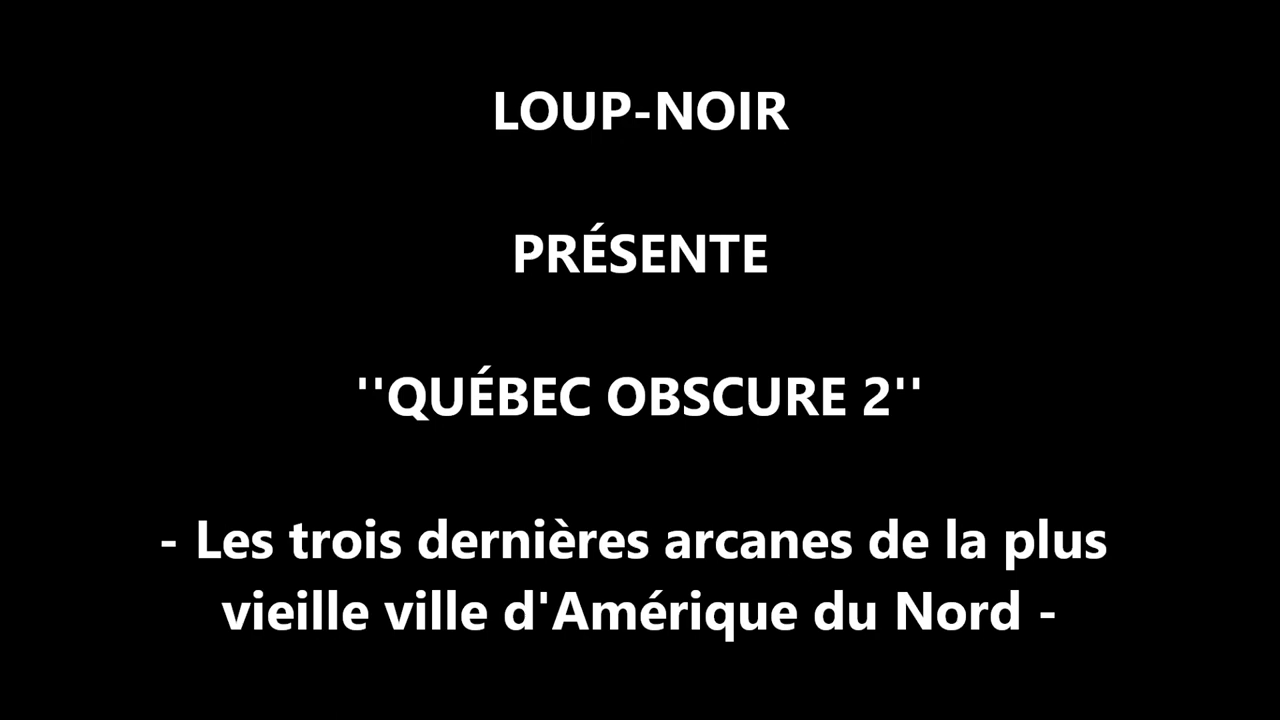 LOUP-NOIR
PRÉSENTE
''QUÉBEC OBSCURE 2''
- Les trois dernières arcanes de la plus
vieille ville d'Amérique du Nord -